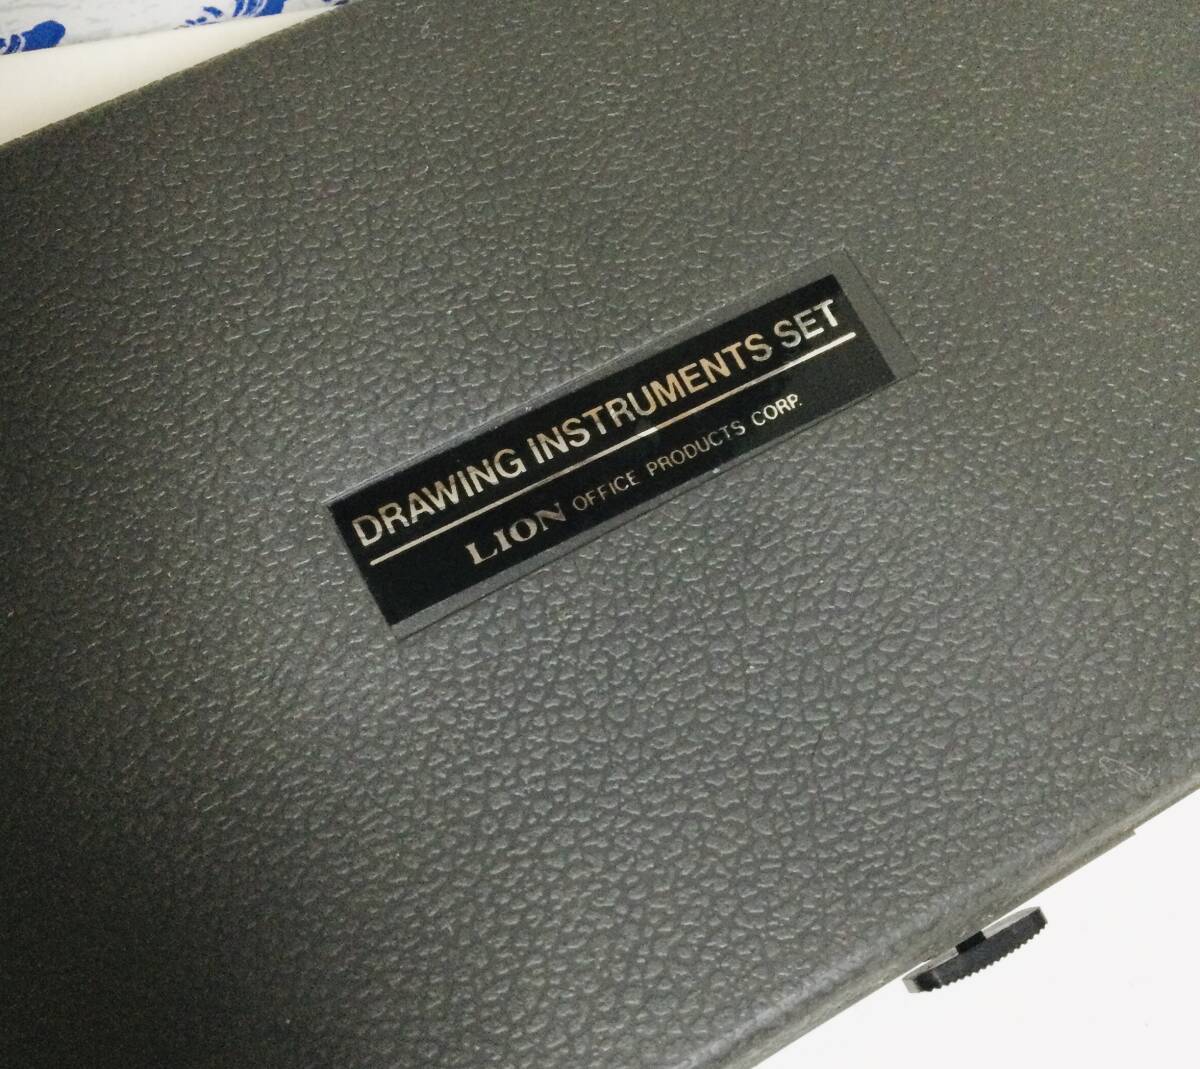 DRAWING INSTRUMENTS SET
LION OFFICE PRODUCTS CORP.